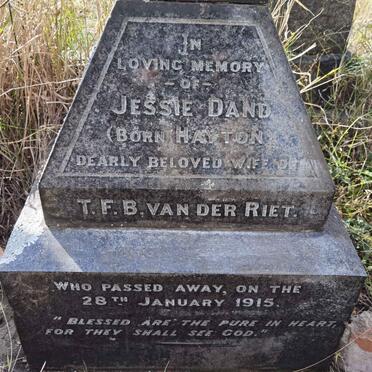 IN
LOVING MEMORY
- OF -
JESSIE DAND
(BORN HAYTON)
DEARLY BELOVED WIFE OF
T.F.B. VAN DER RIET.
WHO PASSED AWAY, ON THE
28TH JANUARY 1915.
"BLESSED ARE THE PURE IN HEART,
FOR THEY SHALL SEE GOD."